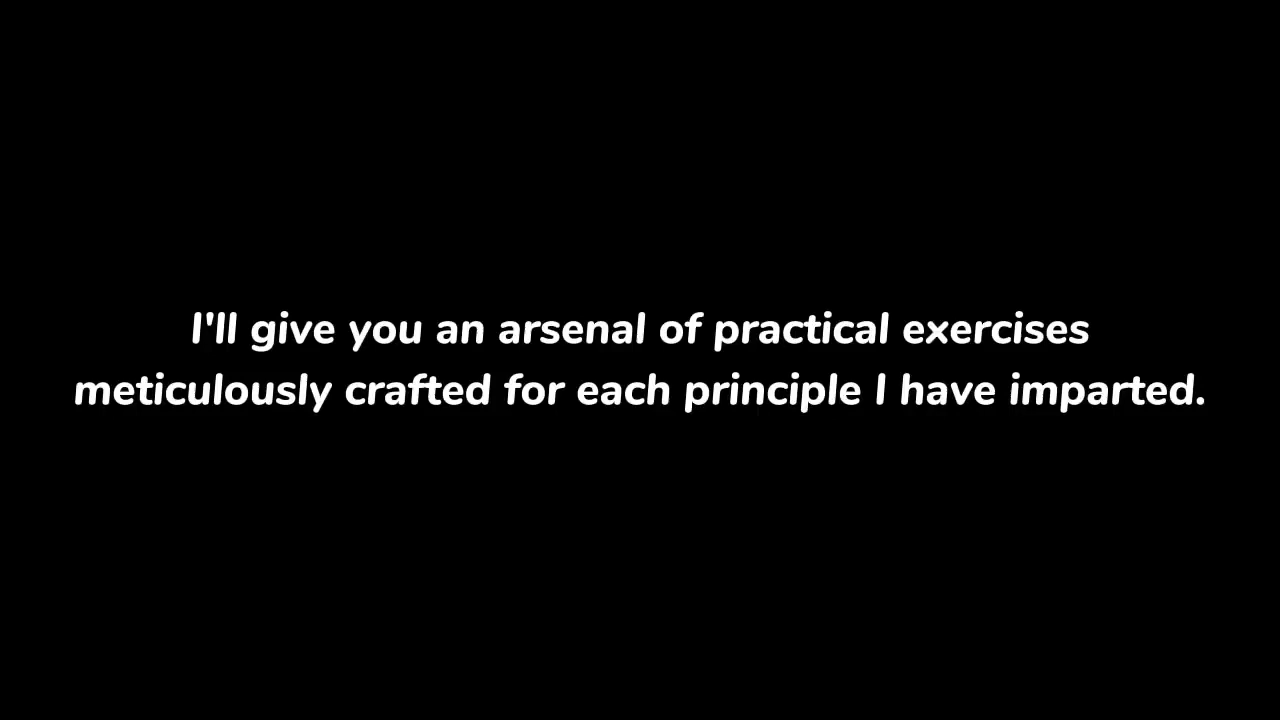 I'll give you an arsenal of practical exercises
meticulously crafted for each principle I have imparted.